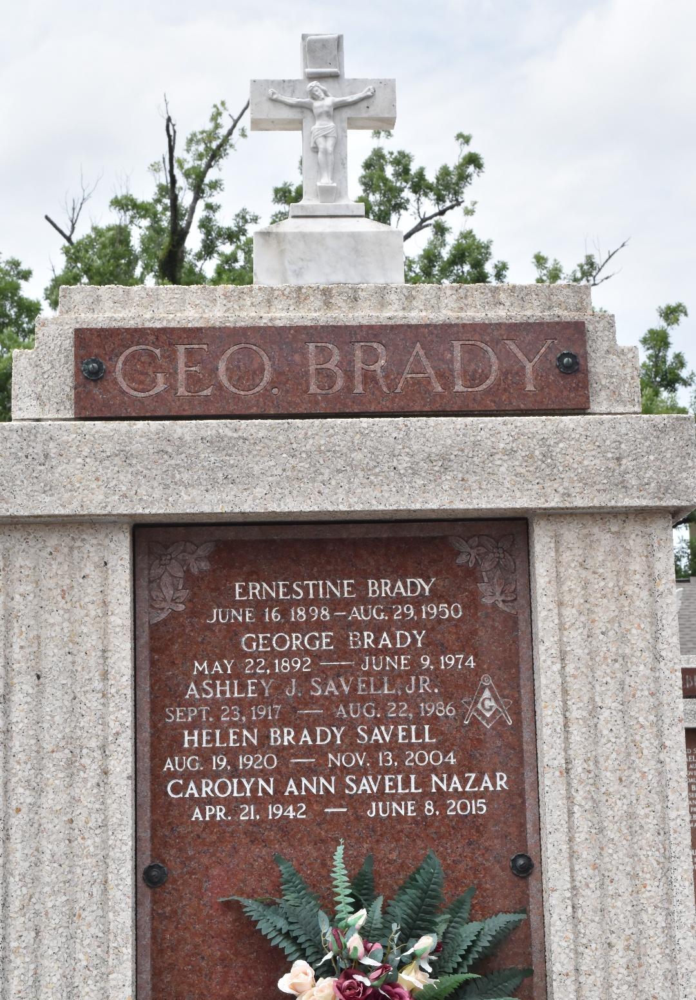 GEO. BRADY
ERNESTINE BRADY
JUNE 16, 1898 — AUG. 29, 1950
GEORGE BRADY
MAY 22, 1892 — JUNE 9, 1974
ASHLEY J. SAVELL, JR.
SEPT. 23, 1917 — AUG. 22, 1986
G
HELEN BRADY SAVELL
AUG. 19, 1920 — NOV. 13, 2004
CAROLYN ANN SAVELL NAZAR
APR. 21, 1942 — JUNE 8, 2015